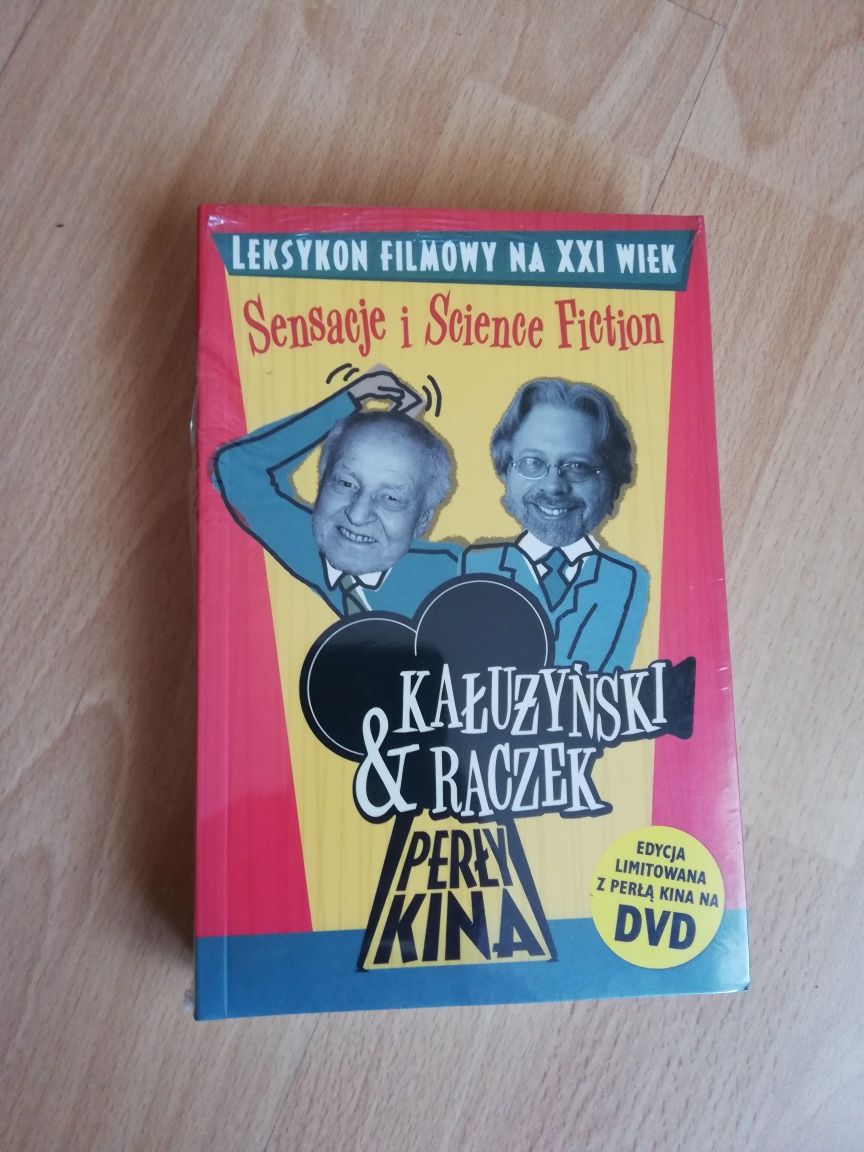 LEKSYKON FILMOWY NA XXI WIEK
Sensacje i Science Fiction
KAŁUŻYŃSKI
& RACZEK
PERŁY
KINA
EDYCJA
LIMITOWANA
Z PERŁĄ KINA NA
DVD